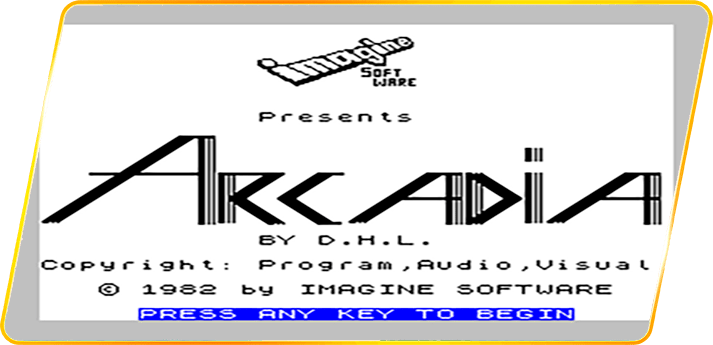 imagine
SOFT
WARE
Presents
ARCADIA
BY D.H.L.
Copyright: Program,Audio,Visual
© 1982 by IMAGINE SOFTWARE
PRESS ANY KEY TO BEGIN